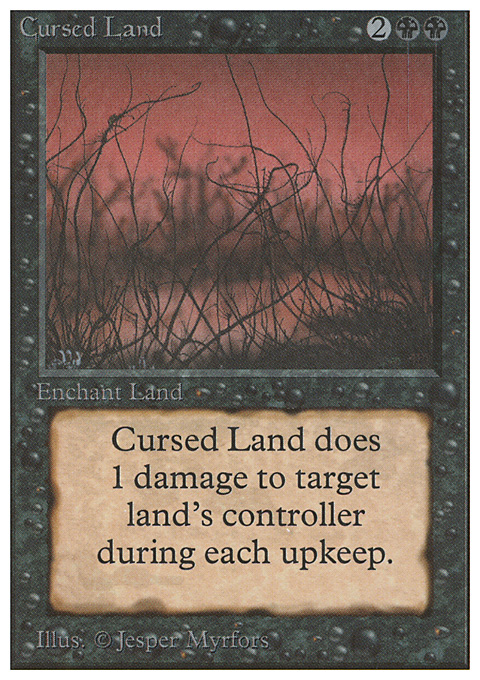 Cursed Land 2
Enchant Land
Cursed Land does
1 damage to target
land's controller
during each upkeep.
Illus. © Jesper Myrfors